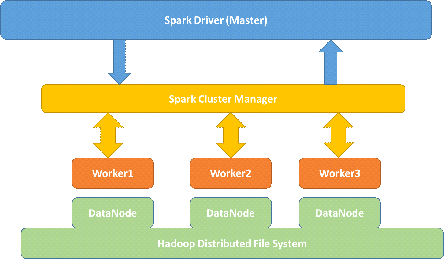 Spark Driver (Master)
Spark Cluster Manager
Worker1
Worker2
Worker3
DataNode
DataNode
DataNode
Hadoop Distributed File System